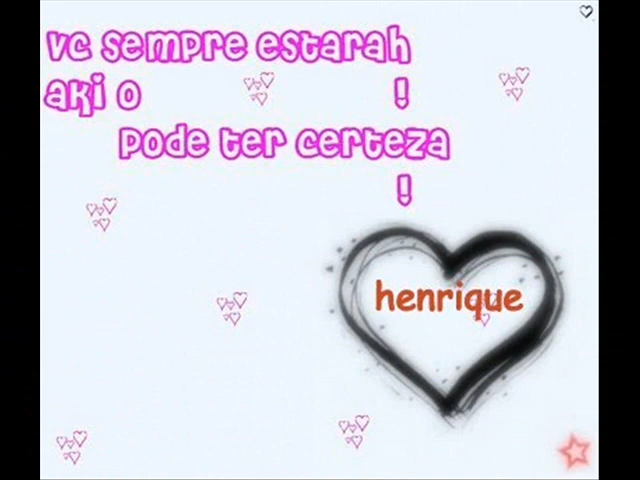 vc sempre estarah
aki o !
pode ter certeza
!
henrique